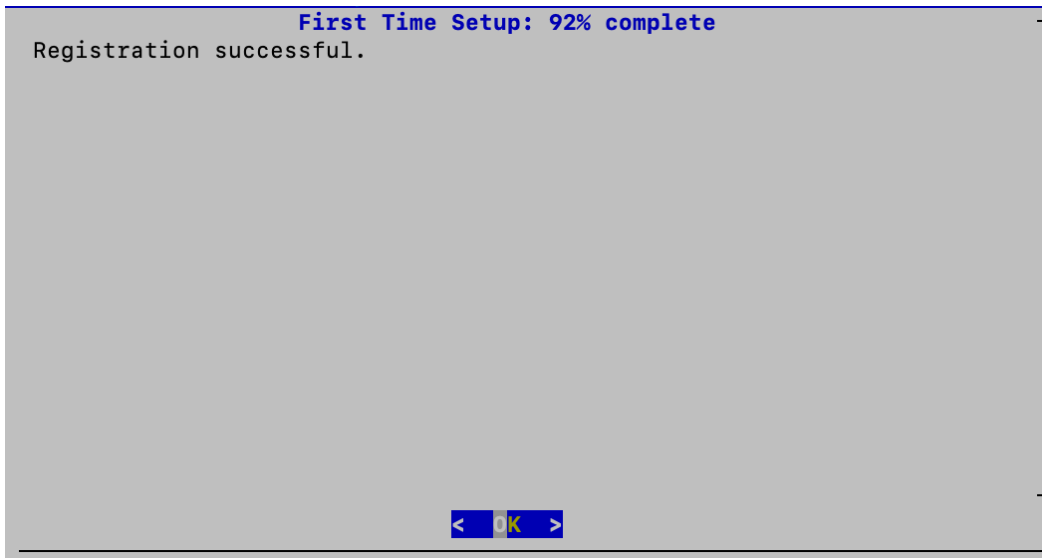 First Time Setup: 92% complete
Registration successful.
< OK >